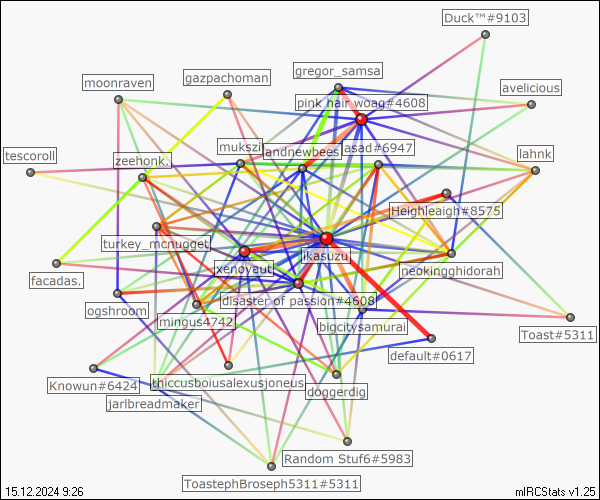 Duck™#9103
gregor_samsa
gazpachoman
moonraven
avelicious
pink hair woag#4608
mukszi
landnewbees
asad#6947
lahnk
tescoroll
zeehonk.
Heighleaigh#8575
turkey_mcnugget
ikasuzu
xenoyaut
neokingghidorah
facadas.
disaster of passion#4608
ogshroom
mingus4742
bigcitysamurai
Toast#5311
default#0617
Knowun#6424
thiccusboiusalexusjoneus
doggerdig
jarlbreadmaker
Random Stuf6#5983
ToastephBroseph5311#5311
15.12.2024 9:26
mIRCStats v1.25